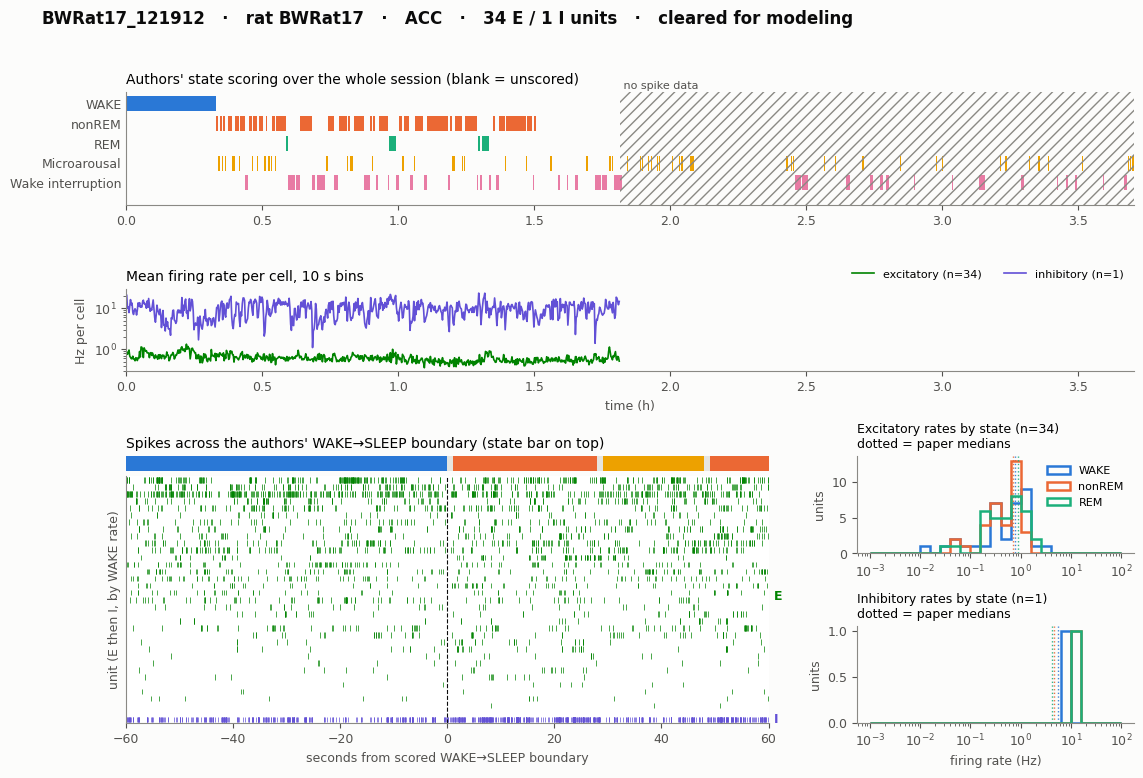 BWRat17_121912 · rat BWRat17 · ACC · 34 E / 1 I units · cleared for modeling
Authors' state scoring over the whole session (blank = unscored)
no spike data
WAKE
nonREM
REM
Microarousal
Wake interruption
0.0 0.5 1.0 1.5 2.0 2.5 3.0 3.5
Mean firing rate per cell, 10 s bins
excitatory (n=34) inhibitory (n=1)
Hz per cell
10^1
10^0
0.0 0.5 1.0 1.5 2.0 2.5 3.0 3.5
time (h)
Spikes across the authors' WAKE→SLEEP boundary (state bar on top)
unit (E then I, by WAKE rate)
E
I
−60 −40 −20 0 20 40 60
seconds from scored WAKE→SLEEP boundary
Excitatory rates by state (n=34)
dotted = paper medians
WAKE
nonREM
REM
units
10
5
0
10^−3 10^−2 10^−1 10^0 10^1 10^2
Inhibitory rates by state (n=1)
dotted = paper medians
units
1.0
0.5
0.0
10^−3 10^−2 10^−1 10^0 10^1 10^2
firing rate (Hz)